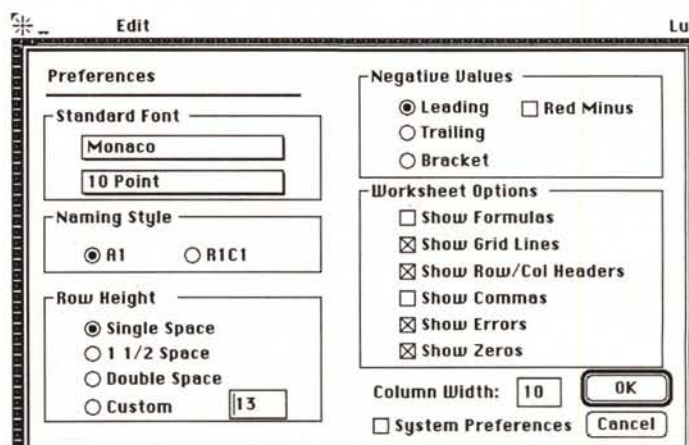 Edit Lu
Preferences
Standard Font
Monaco
10 Point
Naming Style
A1 R1C1
Row Height
Single Space
1 1/2 Space
Double Space
Custom 13
Negative Values
Leading Red Minus
Trailing
Bracket
Worksheet Options
Show Formulas
Show Grid Lines
Show Row/Col Headers
Show Commas
Show Errors
Show Zeros
Column Width: 10 OK
System Preferences Cancel